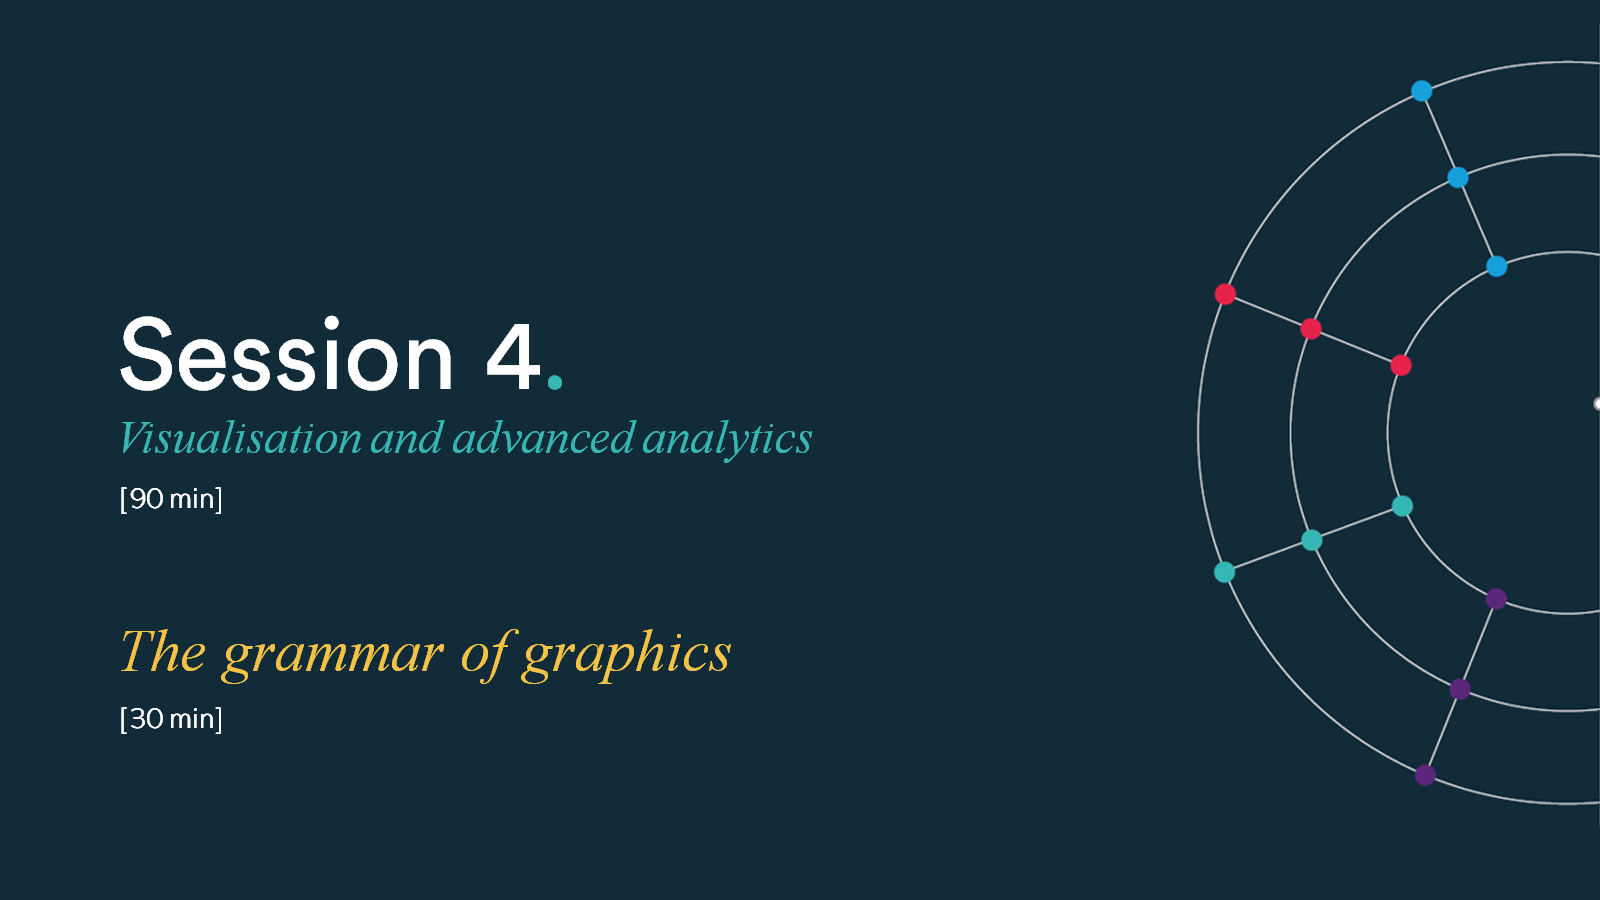 Session 4.
Visualisation and advanced analytics
[90 min]
The grammar of graphics
[30 min]